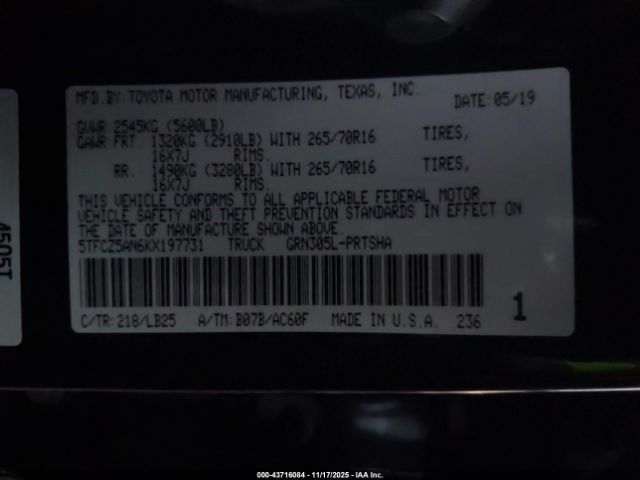 MFD.BY: TOYOTA MOTOR MANUFACTURING, TEXAS, INC.
DATE: 05/19
GVWR: 2545KG (5600LB)
GAWR: FRT. 1320KG (2910LB) WITH 265/70R16 TIRES,
16X7J RIMS.
RR. 1490KG (3280LB) WITH 265/70R16 TIRES,
16X7J RIMS.
THIS VEHICLE CONFORMS TO ALL APPLICABLE FEDERAL MOTOR
VEHICLE SAFETY AND THEFT PREVENTION STANDARDS IN EFFECT ON
THE DATE OF MANUFACTURE SHOWN ABOVE.
5TFCZ5AN6KX197731 TRUCK GRN305L-PRTSHA
C/TR: 218/LB25 A/TM: B07B/AC60F MADE IN U.S.A. 236
1
4505T
000-43716084 - 11/17/2025 - IAA Inc.